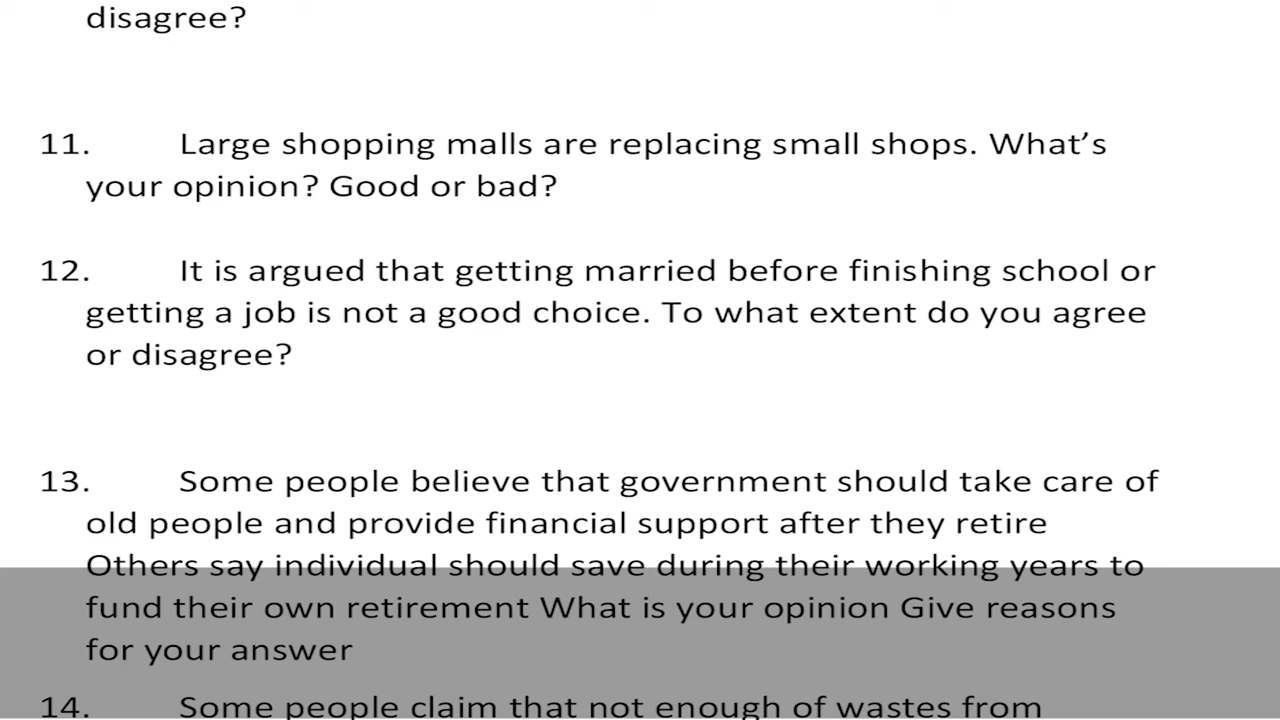 disagree?
11. Large shopping malls are replacing small shops. What’s
your opinion? Good or bad?
12. It is argued that getting married before finishing school or
getting a job is not a good choice. To what extent do you agree
or disagree?
13. Some people believe that government should take care of
old people and provide financial support after they retire
Others say individual should save during their working years to
fund their own retirement What is your opinion Give reasons
for your answer
14. Some people claim that not enough of wastes from